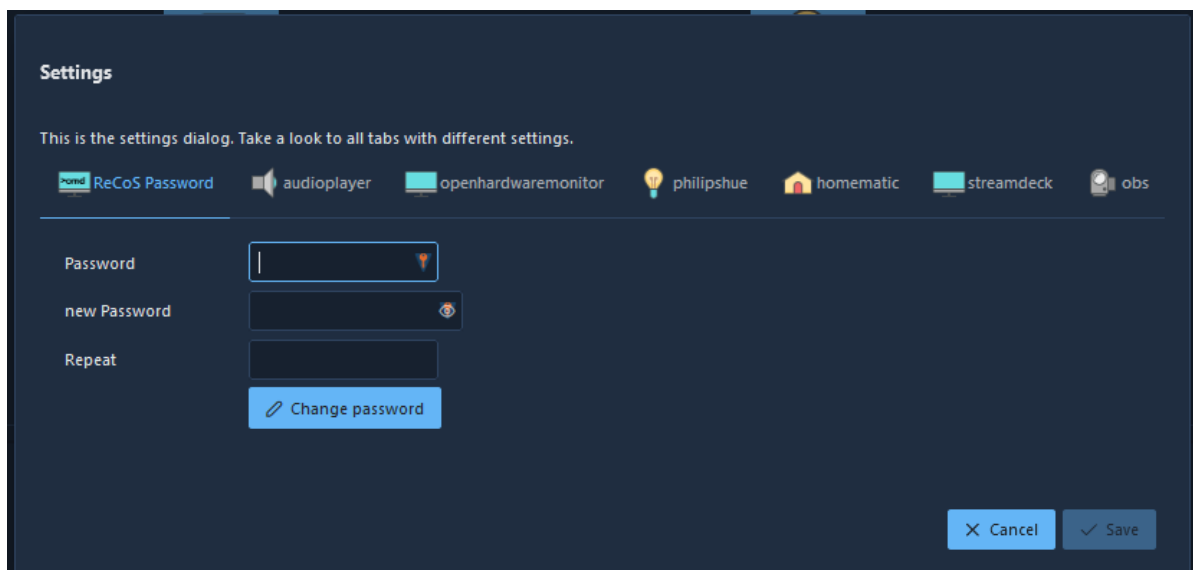 Settings
This is the settings dialog. Take a look to all tabs with different settings.
>cmd ReCoS Password audioplayer openhardwaremonitor philipshue homematic streamdeck obs
Password
new Password
Repeat
Change password
Cancel Save